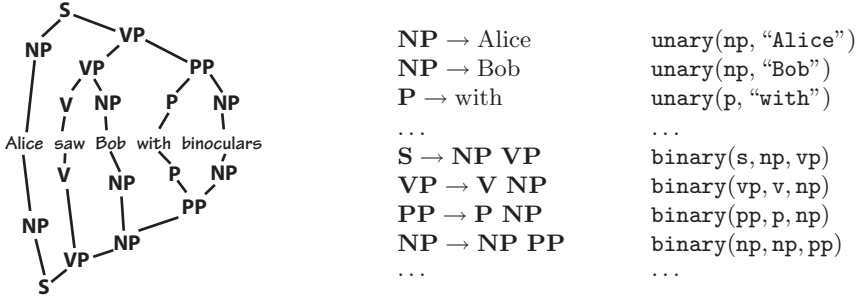 S
NP VP
VP PP
V NP P NP
Alice saw Bob with binoculars
V NP P NP
NP PP
VP NP
S
NP → Alice unary(np, “Alice”)
NP → Bob unary(np, “Bob”)
P → with unary(p, “with”)
... ...
S → NP VP binary(s, np, vp)
VP → V NP binary(vp, v, np)
PP → P NP binary(pp, p, np)
NP → NP PP binary(np, np, pp)
... ...